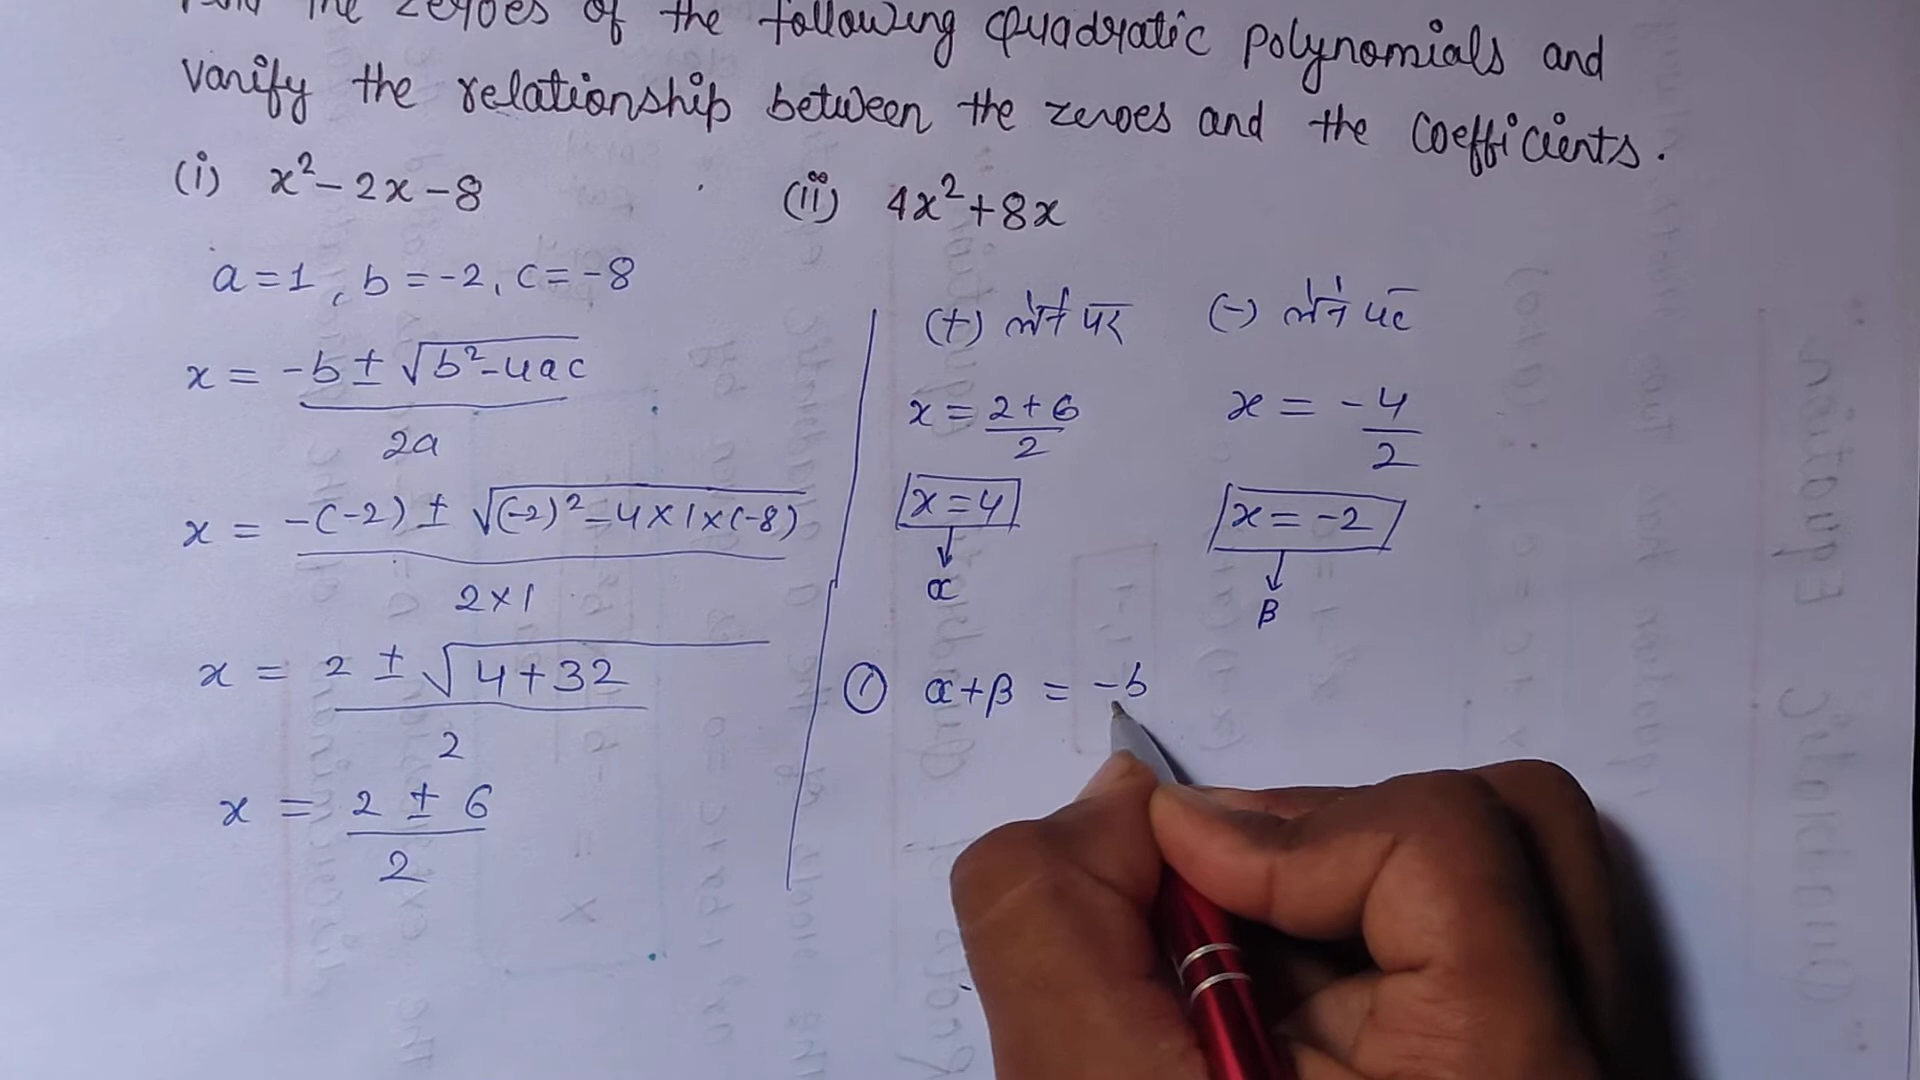 the zeroes of the following quadratic polynomials and
varify the relationship between the zeroes and the coefficients.
(i) x²-2x-8
(ii) 4x²+8x
a=1, b=-2, c=-8
x = -b ± √b²-4ac
2a
x = -(-2) ± √(-2)²-4×1×(-8)
2×1
x = 2 ± √4+32
2
x = 2 ± 6
2
(+) लेने पर
x = 2+6
2
x=4
α
(-) लेने पर
x = -4
2
x=-2
β
① α+β = -b